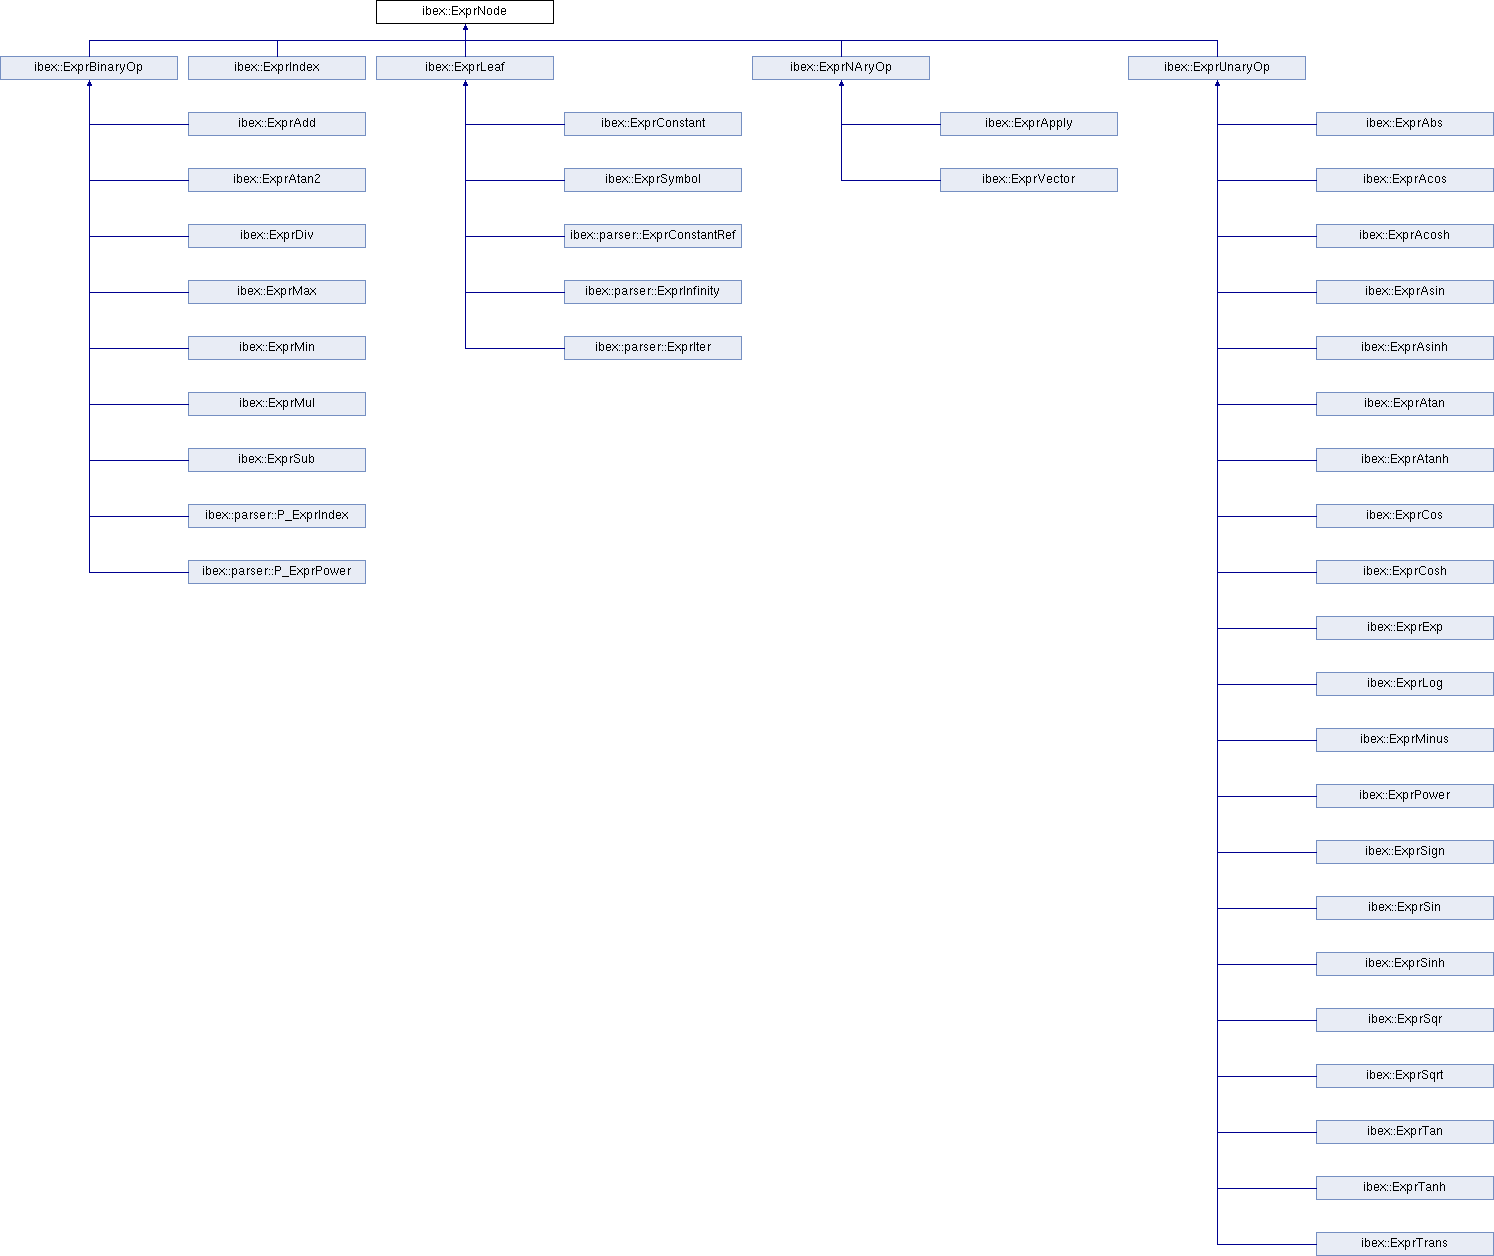 ibex::ExprNode
ibex::ExprBinaryOp
ibex::ExprIndex
ibex::ExprLeaf
ibex::ExprNAryOp
ibex::ExprUnaryOp
ibex::ExprAdd
ibex::ExprAtan2
ibex::ExprDiv
ibex::ExprMax
ibex::ExprMin
ibex::ExprMul
ibex::ExprSub
ibex::parser::P_ExprIndex
ibex::parser::P_ExprPower
ibex::ExprConstant
ibex::ExprSymbol
ibex::parser::ExprConstantRef
ibex::parser::ExprInfinity
ibex::parser::ExprIter
ibex::ExprApply
ibex::ExprVector
ibex::ExprAbs
ibex::ExprAcos
ibex::ExprAcosh
ibex::ExprAsin
ibex::ExprAsinh
ibex::ExprAtan
ibex::ExprAtanh
ibex::ExprCos
ibex::ExprCosh
ibex::ExprExp
ibex::ExprLog
ibex::ExprMinus
ibex::ExprPower
ibex::ExprSign
ibex::ExprSin
ibex::ExprSinh
ibex::ExprSqr
ibex::ExprSqrt
ibex::ExprTan
ibex::ExprTanh
ibex::ExprTrans